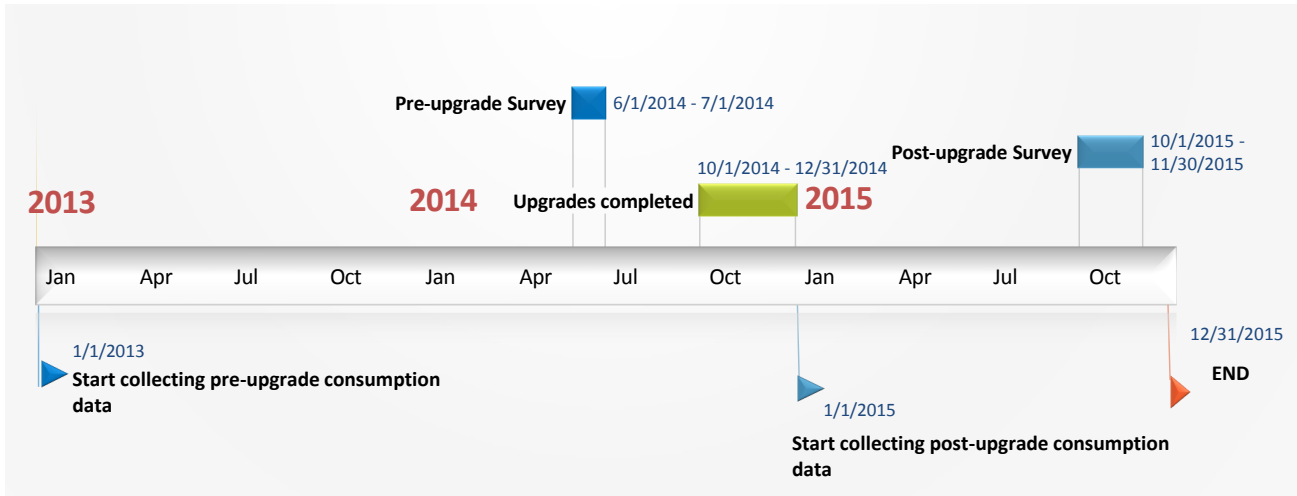 Pre-upgrade Survey
6/1/2014 - 7/1/2014
Post-upgrade Survey
10/1/2015 -
11/30/2015
10/1/2014 - 12/31/2014
2013
2014
Upgrades completed
2015
Jan Apr Jul Oct Jan Apr Jul Oct Jan Apr Jul Oct
1/1/2013
Start collecting pre-upgrade consumption
data
1/1/2015
Start collecting post-upgrade consumption
data
12/31/2015
END